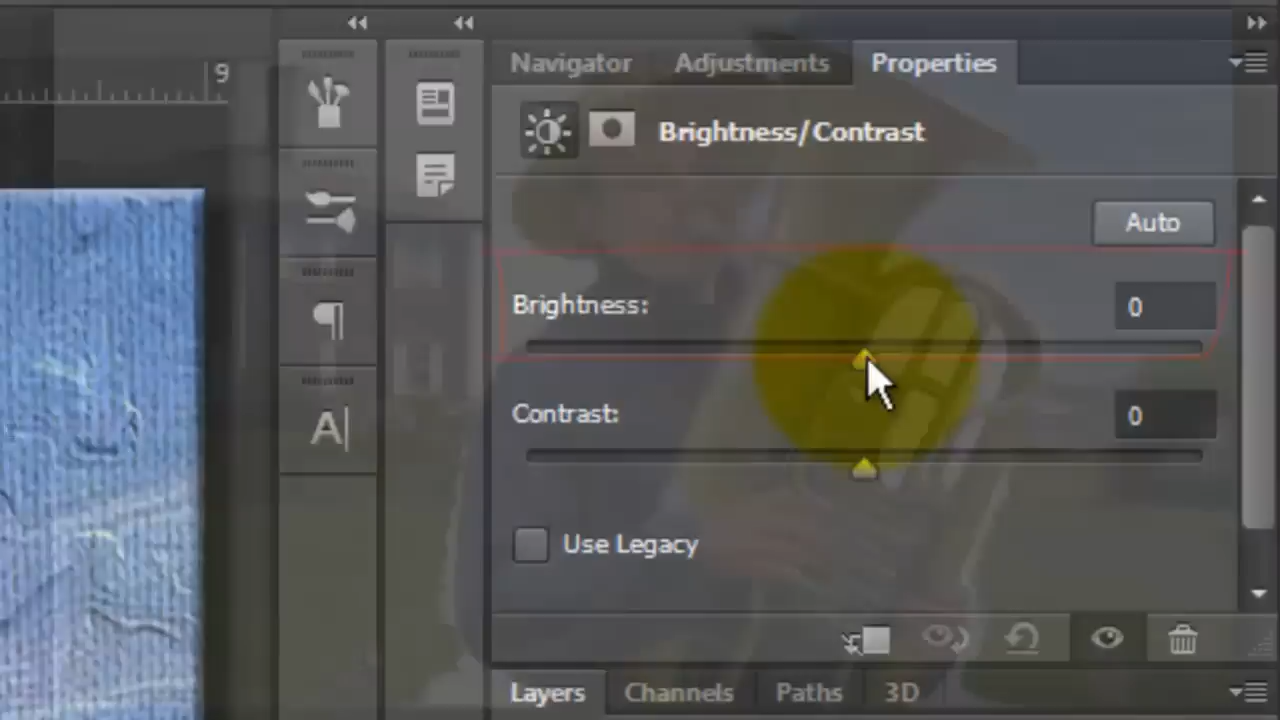 9
Navigator Adjustments Properties
Brightness/Contrast
Auto
Brightness: 0
Contrast: 0
Use Legacy
Layers Channels Paths 3D